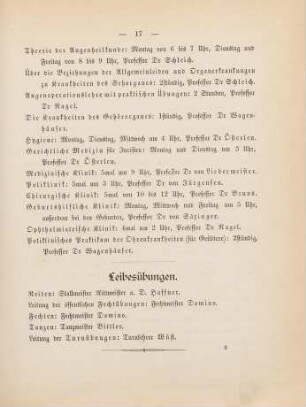 — 17 —
Theorie der Augenheilkunde: Montag von 6 bis 7 Uhr, Dienstag und
Freitag von 8 bis 9 Uhr, Professor Dr Schleich.
Über die Beziehungen der Allgemeinleiden und Organerkrankungen
zu Krankheiten des Sehorganes: 2stündig, Professor Dr Schleich.
Augenoperationslehre mit praktischen Übungen: 2 Stunden, Professor
Dr Nagel.
Die Krankheiten des Gehörorganes: 1stündig, Professor Dr Wagen-
häuser.
Hygiene: Montag, Dienstag, Mittwoch um 4 Uhr, Professor Dr Österlen.
Gerichtliche Medizin für Juristen: Montag und Dienstag um 5 Uhr,
Professor Dr Österlen.
Medizinische Klinik: 5mal um 9 Uhr, Professor Dr von Liebermeister.
Poliklinik: 5mal um 3 Uhr, Professor Dr von Jürgensen.
Chirurgische Klinik: 5mal 10 bis 12 Uhr, Professor Dr Bruns.
Geburtshilfliche Klinik: Montag, Mittwoch und Freitag um 5 Uhr,
ausserdem bei den Geburten, Professor Dr von Säxinger.
Ophthalmiatrische Klinik: 4mal um 2 Uhr, Professor Dr Nagel.
Poliklinisches Praktikum der Ohrenkrankheiten (für Geübtere): 2stündig,
Professor Dr Wagenhäuser.
Leibesübungen.
Reiten: Stallmeister Rittmeister a. D. Haffner.
Leitung der öffentlichen Fechtübungen: Fechtmeister Domino.
Fechten: Fechtmeister Domino.
Tanzen: Tanzmeister Bittler.
Leitung der Turnübungen: Turnlehrer Wüst.